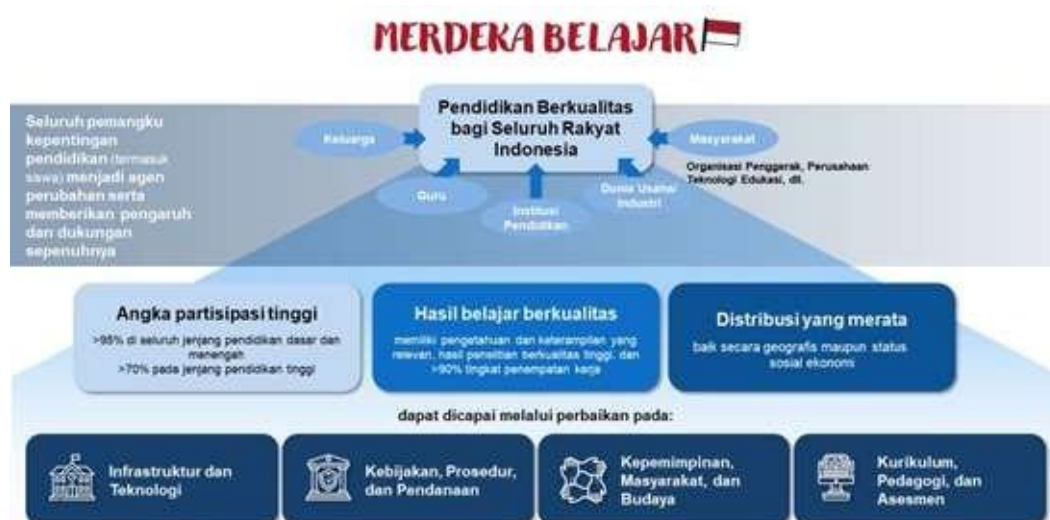 MERDEKA BELAJAR
Pendidikan Berkualitas
bagi Seluruh Rakyat
Indonesia
Seluruh pemangku
kepentingan
pendidikan (termasuk
siswa) menjadi agen
perubahan serta
memberikan pengaruh
dan dukungan
sepenuhnya
Keluarga
Guru
Institusi
Pendidikan
Dunia Usaha/
Industri
Masyarakat
Organisasi Penggerak, Perusahaan
Teknologi Edukasi, dll.
Angka partisipasi tinggi
>95% di seluruh jenjang pendidikan dasar dan
menengah
>70% pada jenjang pendidikan tinggi
Hasil belajar berkualitas
memiliki pengetahuan dan keterampilan yang
relevan, hasil penelitian berkualitas tinggi, dan
>90% tingkat penempatan kerja
Distribusi yang merata
baik secara geografis maupun status
sosial ekonomi
dapat dicapai melalui perbaikan pada:
Infrastruktur dan
Teknologi
Kebijakan, Prosedur,
dan Pendanaan
Kepemimpinan,
Masyarakat, dan
Budaya
Kurikulum,
Pedagogi, dan
Asesmen